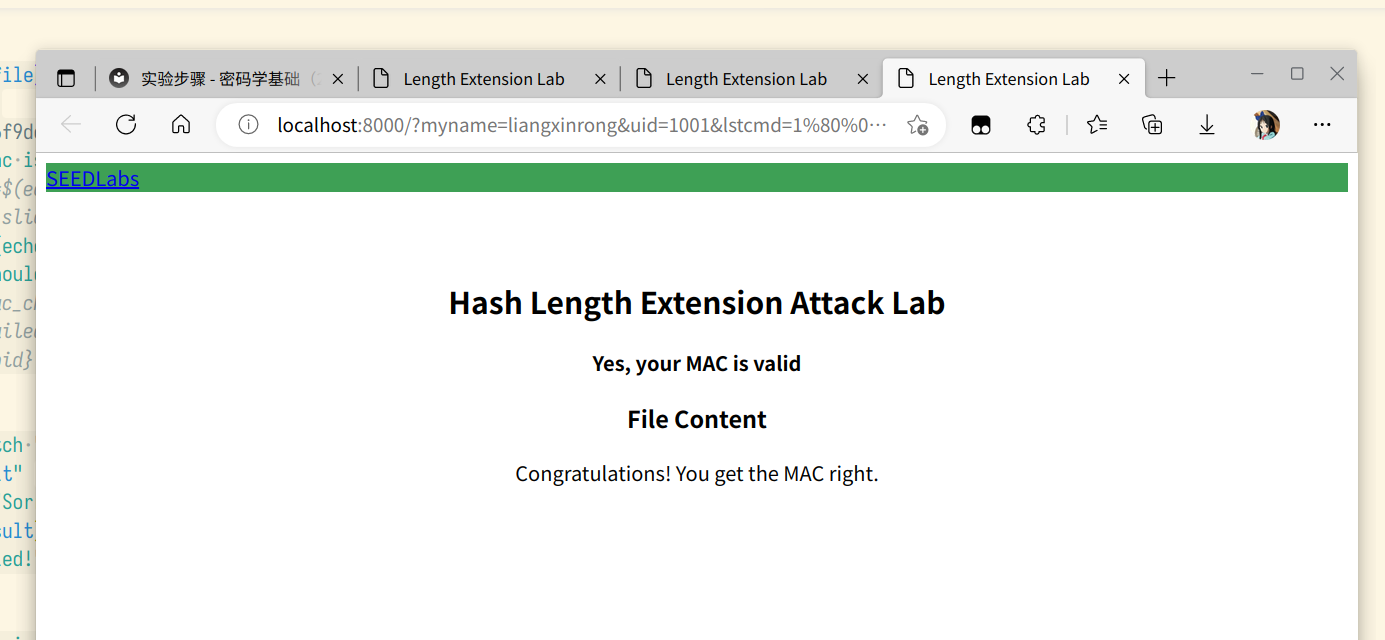 实验步骤 - 密码学基础
Length Extension Lab
Length Extension Lab
Length Extension Lab
localhost:8000/?myname=liangxinrong&uid=1001&lstcmd=1%80%0…
SEEDLabs
Hash Length Extension Attack Lab
Yes, your MAC is valid
File Content
Congratulations! You get the MAC right.